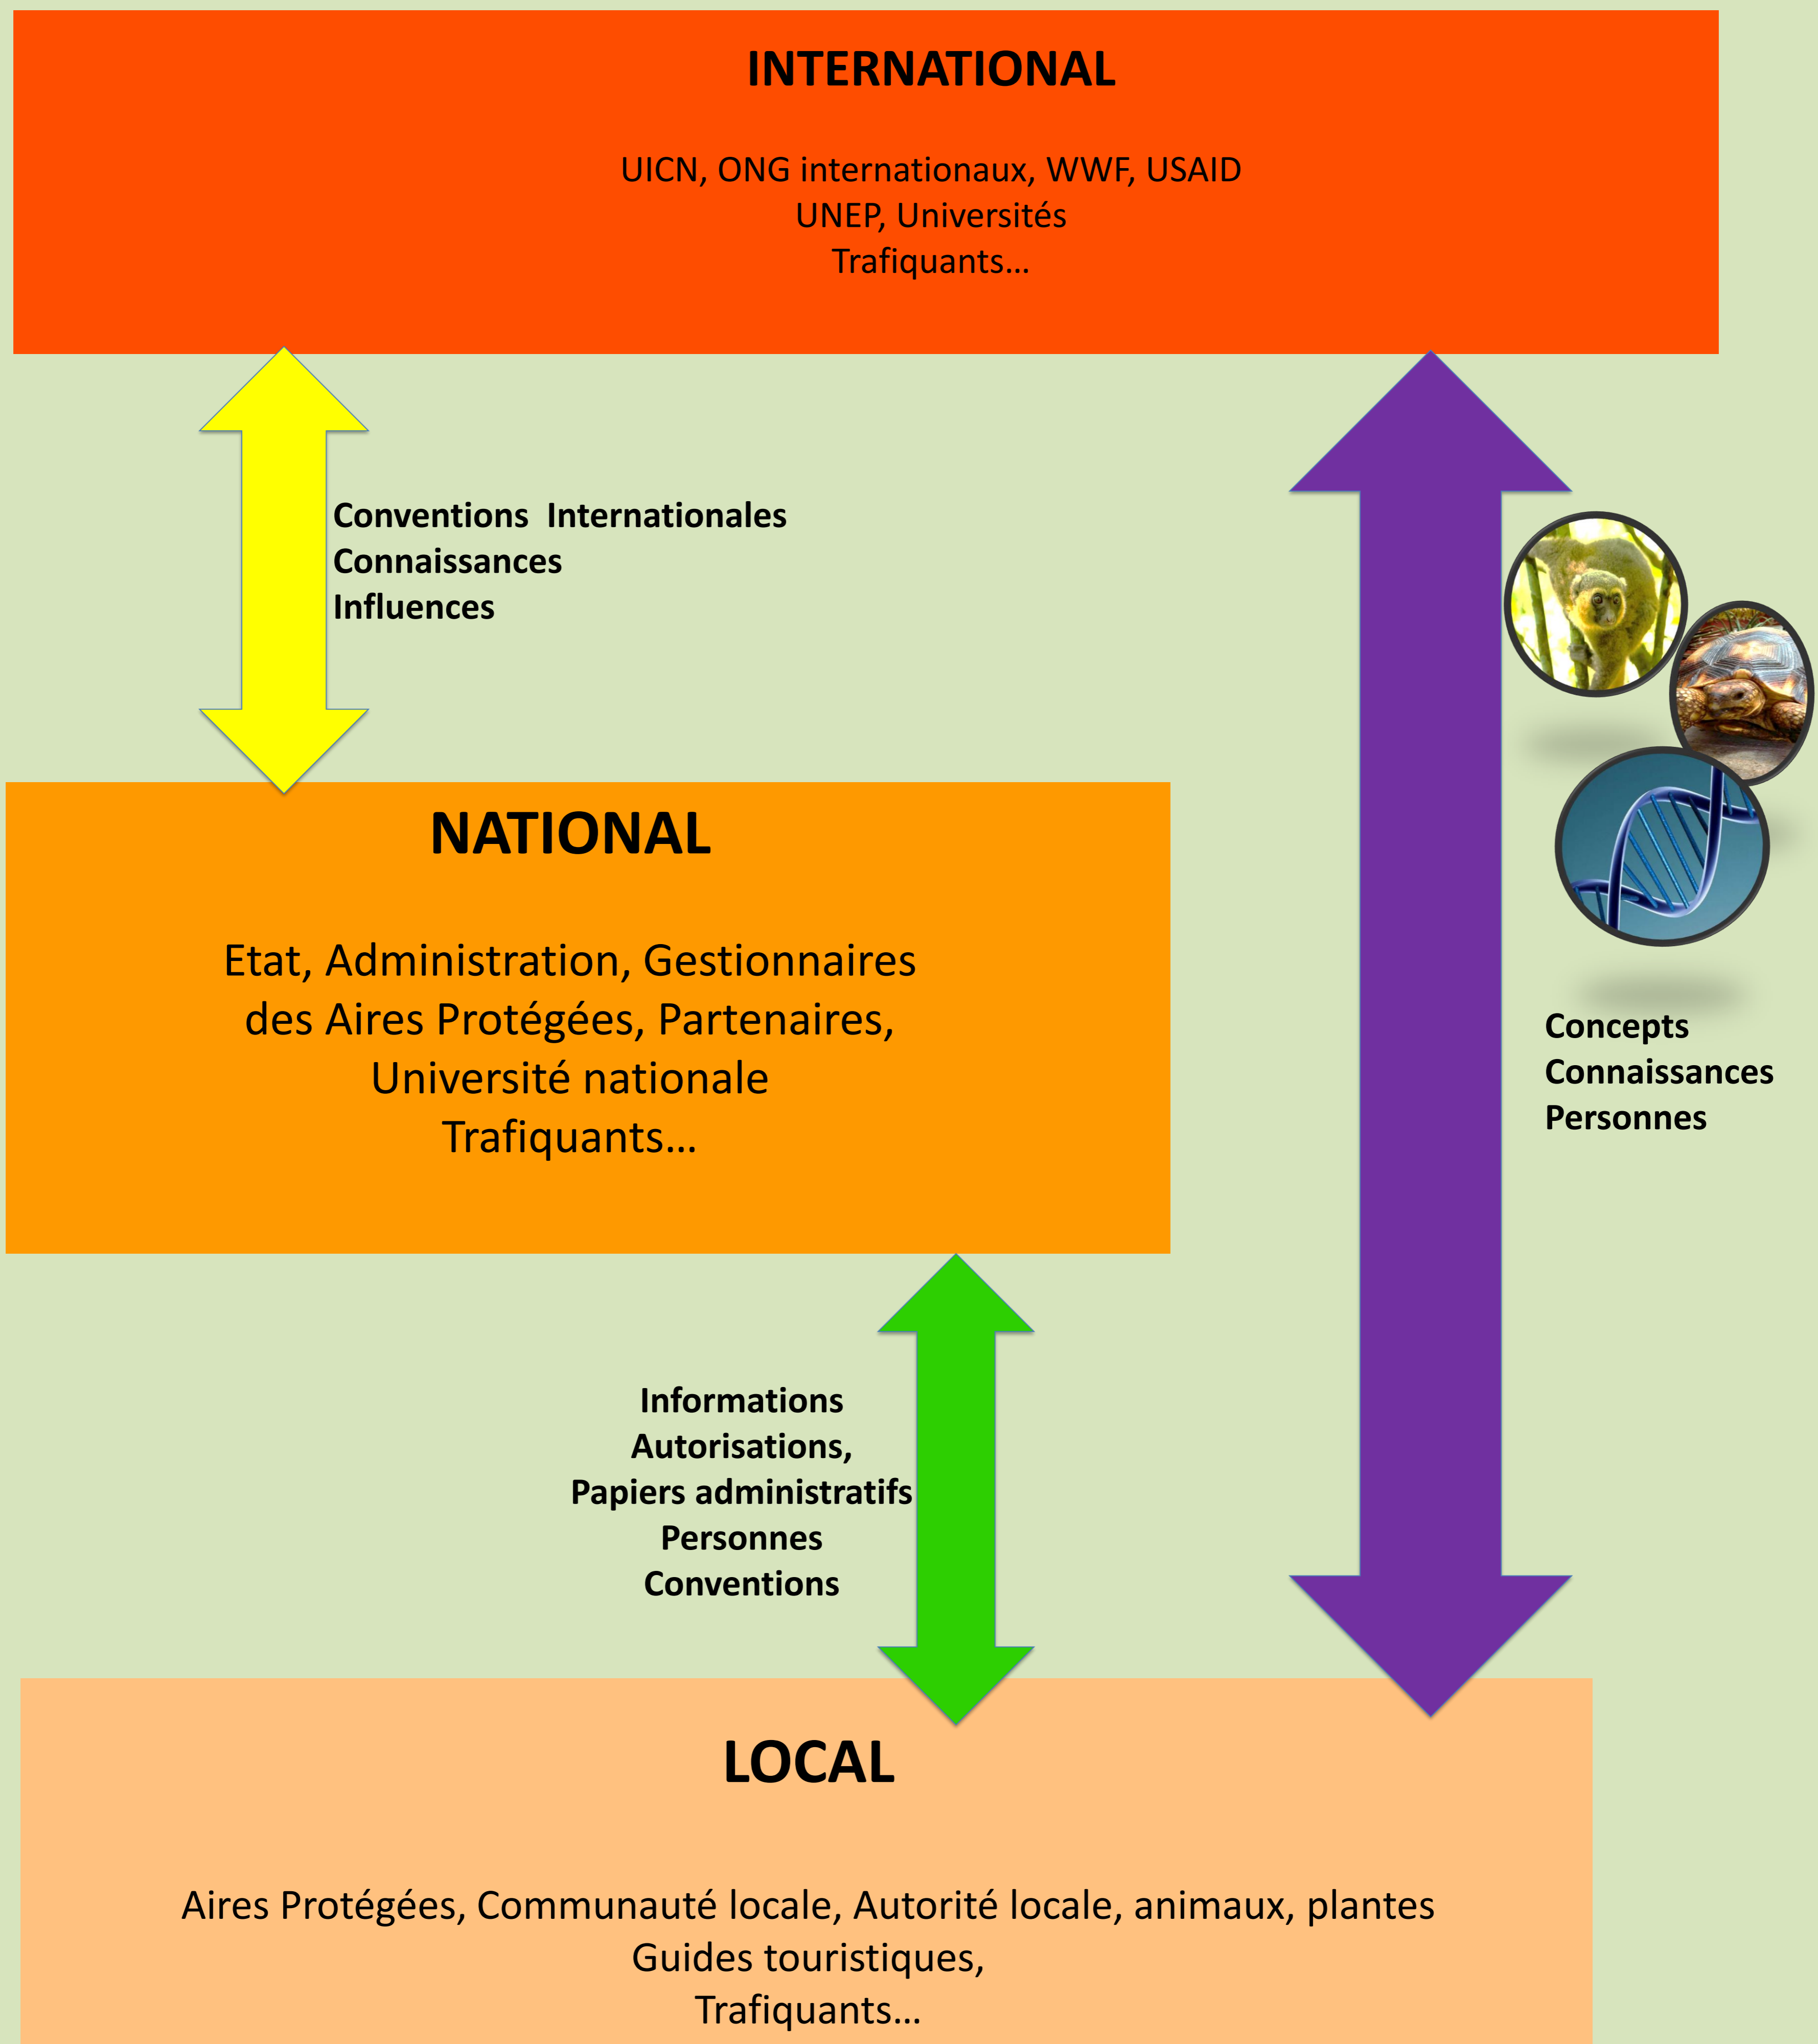 INTERNATIONAL
UICN, ONG internationaux, WWF, USAID
UNEP, Universités
Trafiquants...
Conventions  Internationales
Connaissances
Influences
NATIONAL
Etat, Administration, Gestionnaires
des Aires Protégées, Partenaires,
Université nationale
Trafiquants...
Concepts
Connaissances
Personnes
Informations
Autorisations,
Papiers administratifs
Personnes
Conventions
LOCAL
Aires Protégées, Communauté locale, Autorité locale, animaux, plantes
Guides touristiques,
Trafiquants...